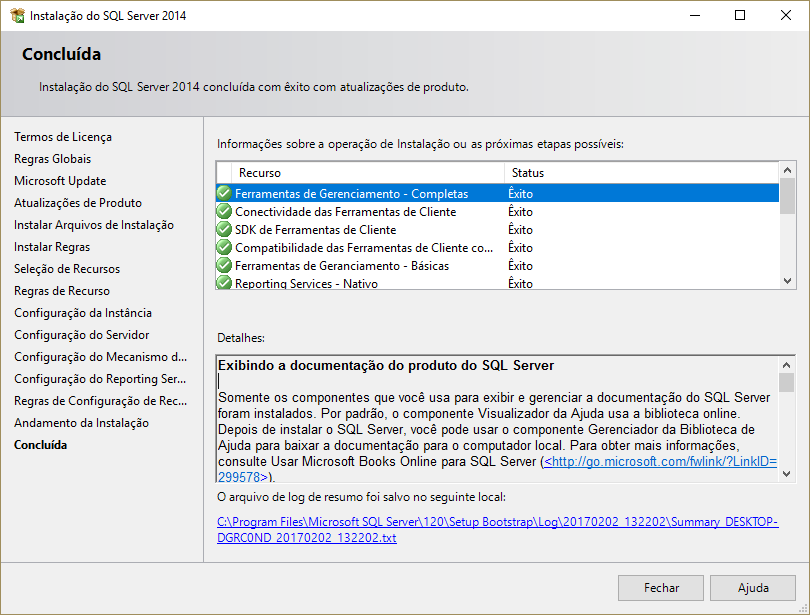 Instalação do SQL Server 2014
Concluída
Instalação do SQL Server 2014 concluída com êxito com atualizações de produto.
Termos de Licença
Regras Globais
Microsoft Update
Atualizações de Produto
Instalar Arquivos de Instalação
Instalar Regras
Seleção de Recursos
Regras de Recurso
Configuração da Instância
Configuração do Servidor
Configuração do Mecanismo d...
Configuração do Reporting Ser...
Regras de Configuração de Rec...
Andamento da Instalação
Concluída
Informações sobre a operação de Instalação ou as próximas etapas possíveis:
Recurso Status
Ferramentas de Gerenciamento - Completas Êxito
Conectividade das Ferramentas de Cliente Êxito
SDK de Ferramentas de Cliente Êxito
Compatibilidade das Ferramentas de Cliente co... Êxito
Ferramentas de Geranciamento - Básicas Êxito
Reporting Services - Nativo Êxito
Detalhes:
Exibindo a documentação do produto do SQL Server
Somente os componentes que você usa para exibir e gerenciar a documentação do SQL Server
foram instalados. Por padrão, o componente Visualizador da Ajuda usa a biblioteca online.
Depois de instalar o SQL Server, você pode usar o componente Gerenciador da Biblioteca de
Ajuda para baixar a documentação para o computador local. Para obter mais informações,
consulte Usar Microsoft Books Online para SQL Server (<http://go.microsoft.com/fwlink/?LinkID=
299578>).
O arquivo de log de resumo foi salvo no seguinte local:
C:\Program Files\Microsoft SQL Server\120\Setup Bootstrap\Log\20170202_132202\Summary_DESKTOP-
DGRC0ND_20170202_132202.txt
Fechar
Ajuda